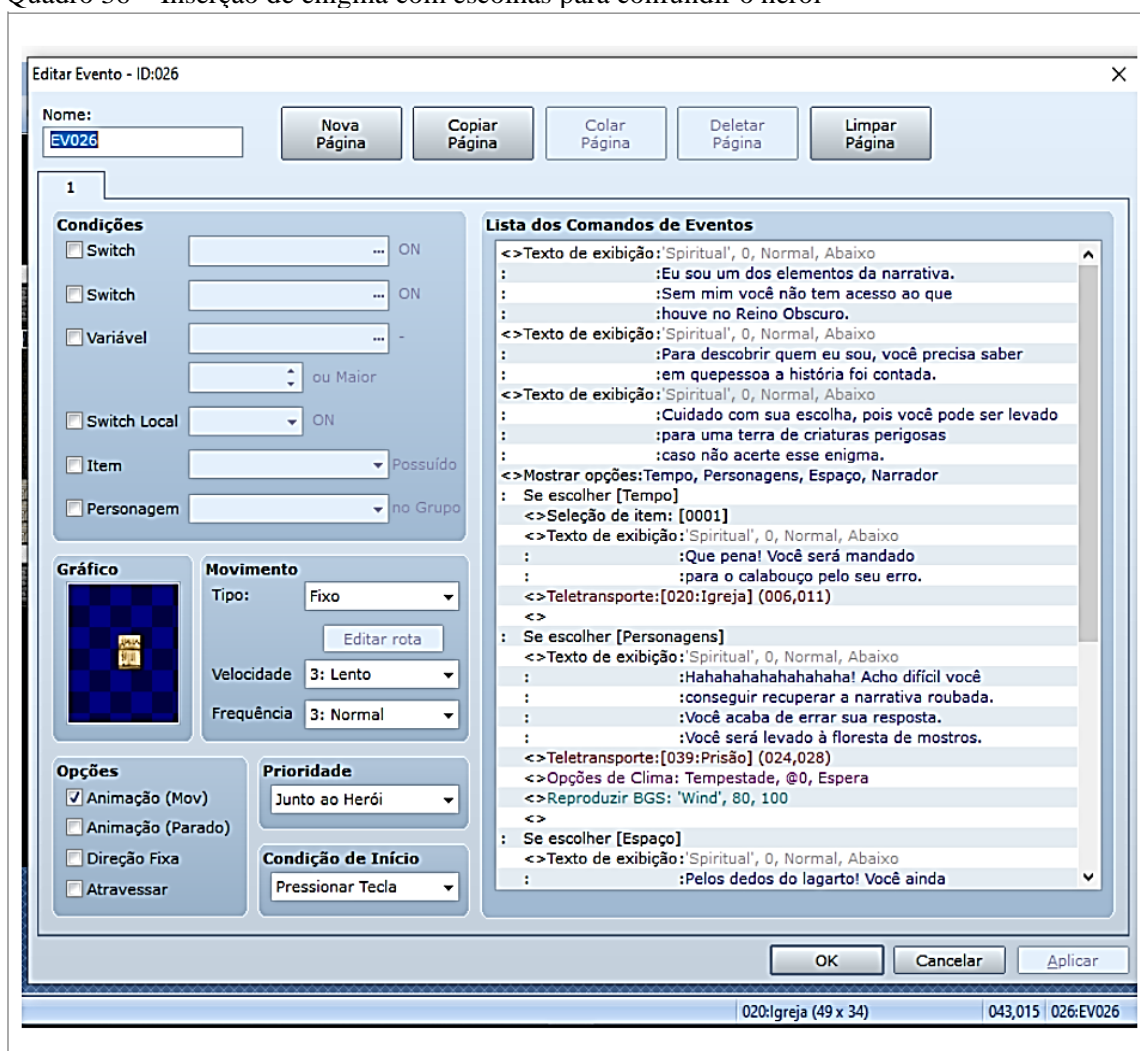 Quadro 36 – Inserção de enigma com escolhas para confundir o herói
Editar Evento - ID:026
Nome:
EV026
Nova Página
Copiar Página
Colar Página
Deletar Página
Limpar Página
1
Condições
Switch ... ON
Switch ... ON
Variável ... -
ou Maior
Switch Local ON
Item Possuído
Personagem no Grupo
Gráfico
Movimento
Tipo: Fixo
Editar rota
Velocidade 3: Lento
Frequência 3: Normal
Opções
Animação (Mov)
Animação (Parado)
Direção Fixa
Atravessar
Prioridade
Junto ao Herói
Condição de Início
Pressionar Tecla
Lista dos Comandos de Eventos
<>Texto de exibição:'Spiritual', 0, Normal, Abaixo
: :Eu sou um dos elementos da narrativa.
: :Sem mim você não tem acesso ao que
: :houve no Reino Obscuro.
<>Texto de exibição:'Spiritual', 0, Normal, Abaixo
: :Para descobrir quem eu sou, você precisa saber
: :em quepessoa a história foi contada.
<>Texto de exibição:'Spiritual', 0, Normal, Abaixo
: :Cuidado com sua escolha, pois você pode ser levado
: :para uma terra de criaturas perigosas
: :caso não acerte esse enigma.
<>Mostrar opções:Tempo, Personagens, Espaço, Narrador
: Se escolher [Tempo]
<>Seleção de item: [0001]
<>Texto de exibição:'Spiritual', 0, Normal, Abaixo
: :Que pena! Você será mandado
: :para o calabouço pelo seu erro.
<>Teletransporte:[020:Igreja] (006,011)
<>
: Se escolher [Personagens]
<>Texto de exibição:'Spiritual', 0, Normal, Abaixo
: :Hahahahahahahaha! Acho difícil você
: :conseguir recuperar a narrativa roubada.
: :Você acaba de errar sua resposta.
: :Você será levado à floresta de mostros.
<>Teletransporte:[039:Prisão] (024,028)
<>Opções de Clima: Tempestade, @0, Espera
<>Reproduzir BGS: 'Wind', 80, 100
<>
: Se escolher [Espaço]
<>Texto de exibição:'Spiritual', 0, Normal, Abaixo
: :Pelos dedos do lagarto! Você ainda
OK
Cancelar
Aplicar
020:Igreja (49 x 34)
043,015
026:EV026